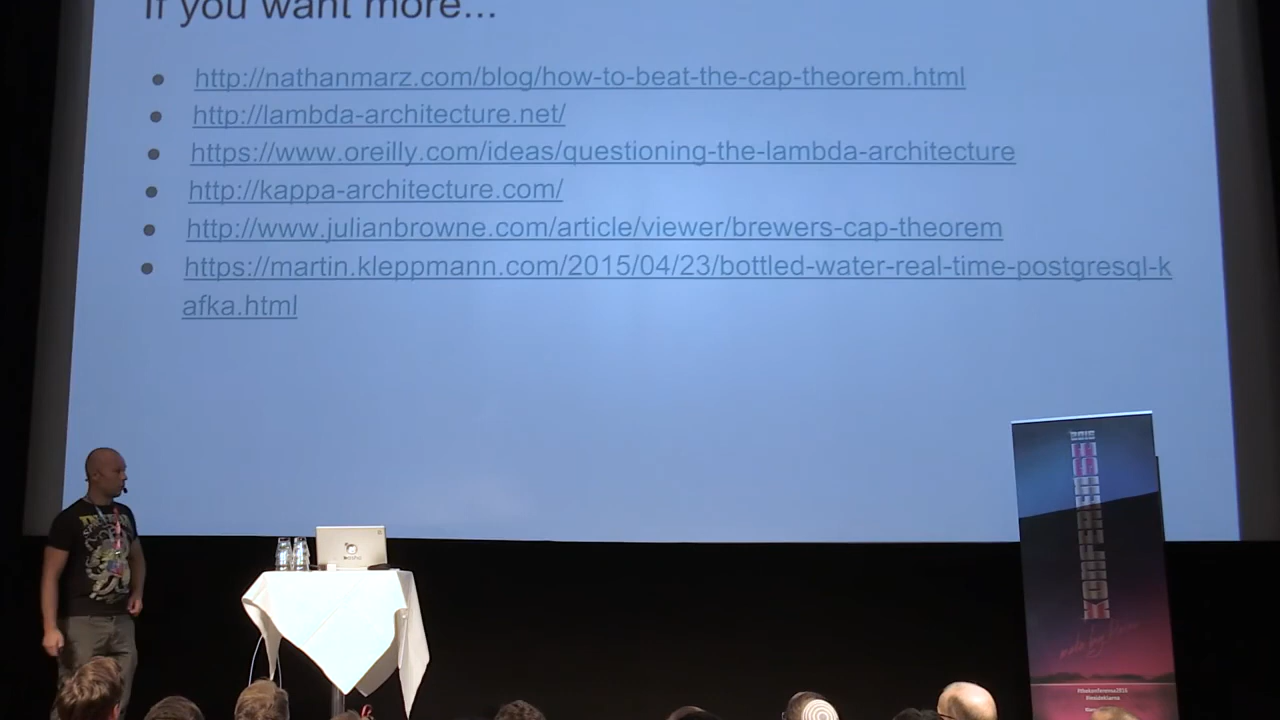 If you want more...
http://nathanmarz.com/blog/how-to-beat-the-cap-theorem.html
http://lambda-architecture.net/
https://www.oreilly.com/ideas/questioning-the-lambda-architecture
http://kappa-architecture.com/
http://www.julianbrowne.com/article/viewer/brewers-cap-theorem
https://martin.kleppmann.com/2015/04/23/bottled-water-real-time-postgresql-k
afka.html
2016